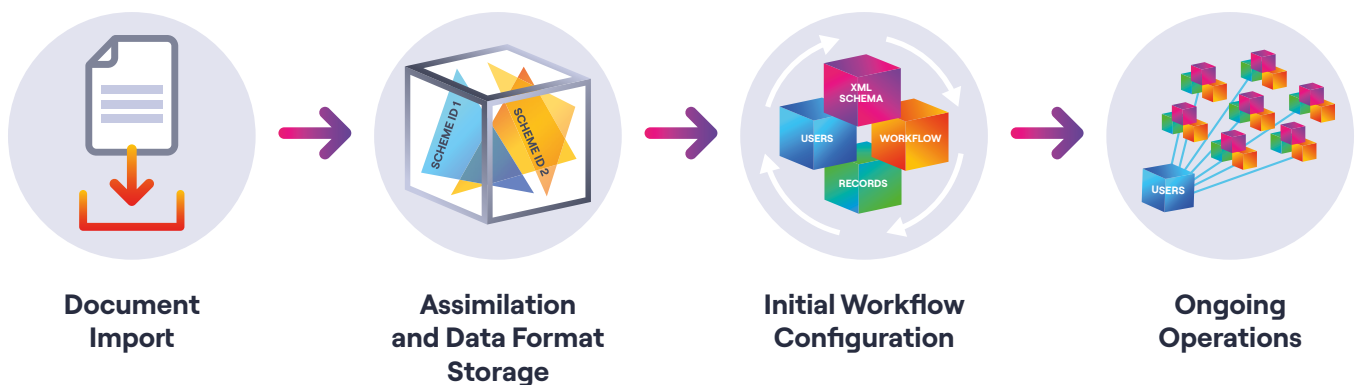 SCHEME ID 1
SCHEME ID 2
XML
SCHEMA
USERS
WORKFLOW
RECORDS
USERS
Document
Import
Assimilation
and Data Format
Storage
Initial Workflow
Configuration
Ongoing
Operations